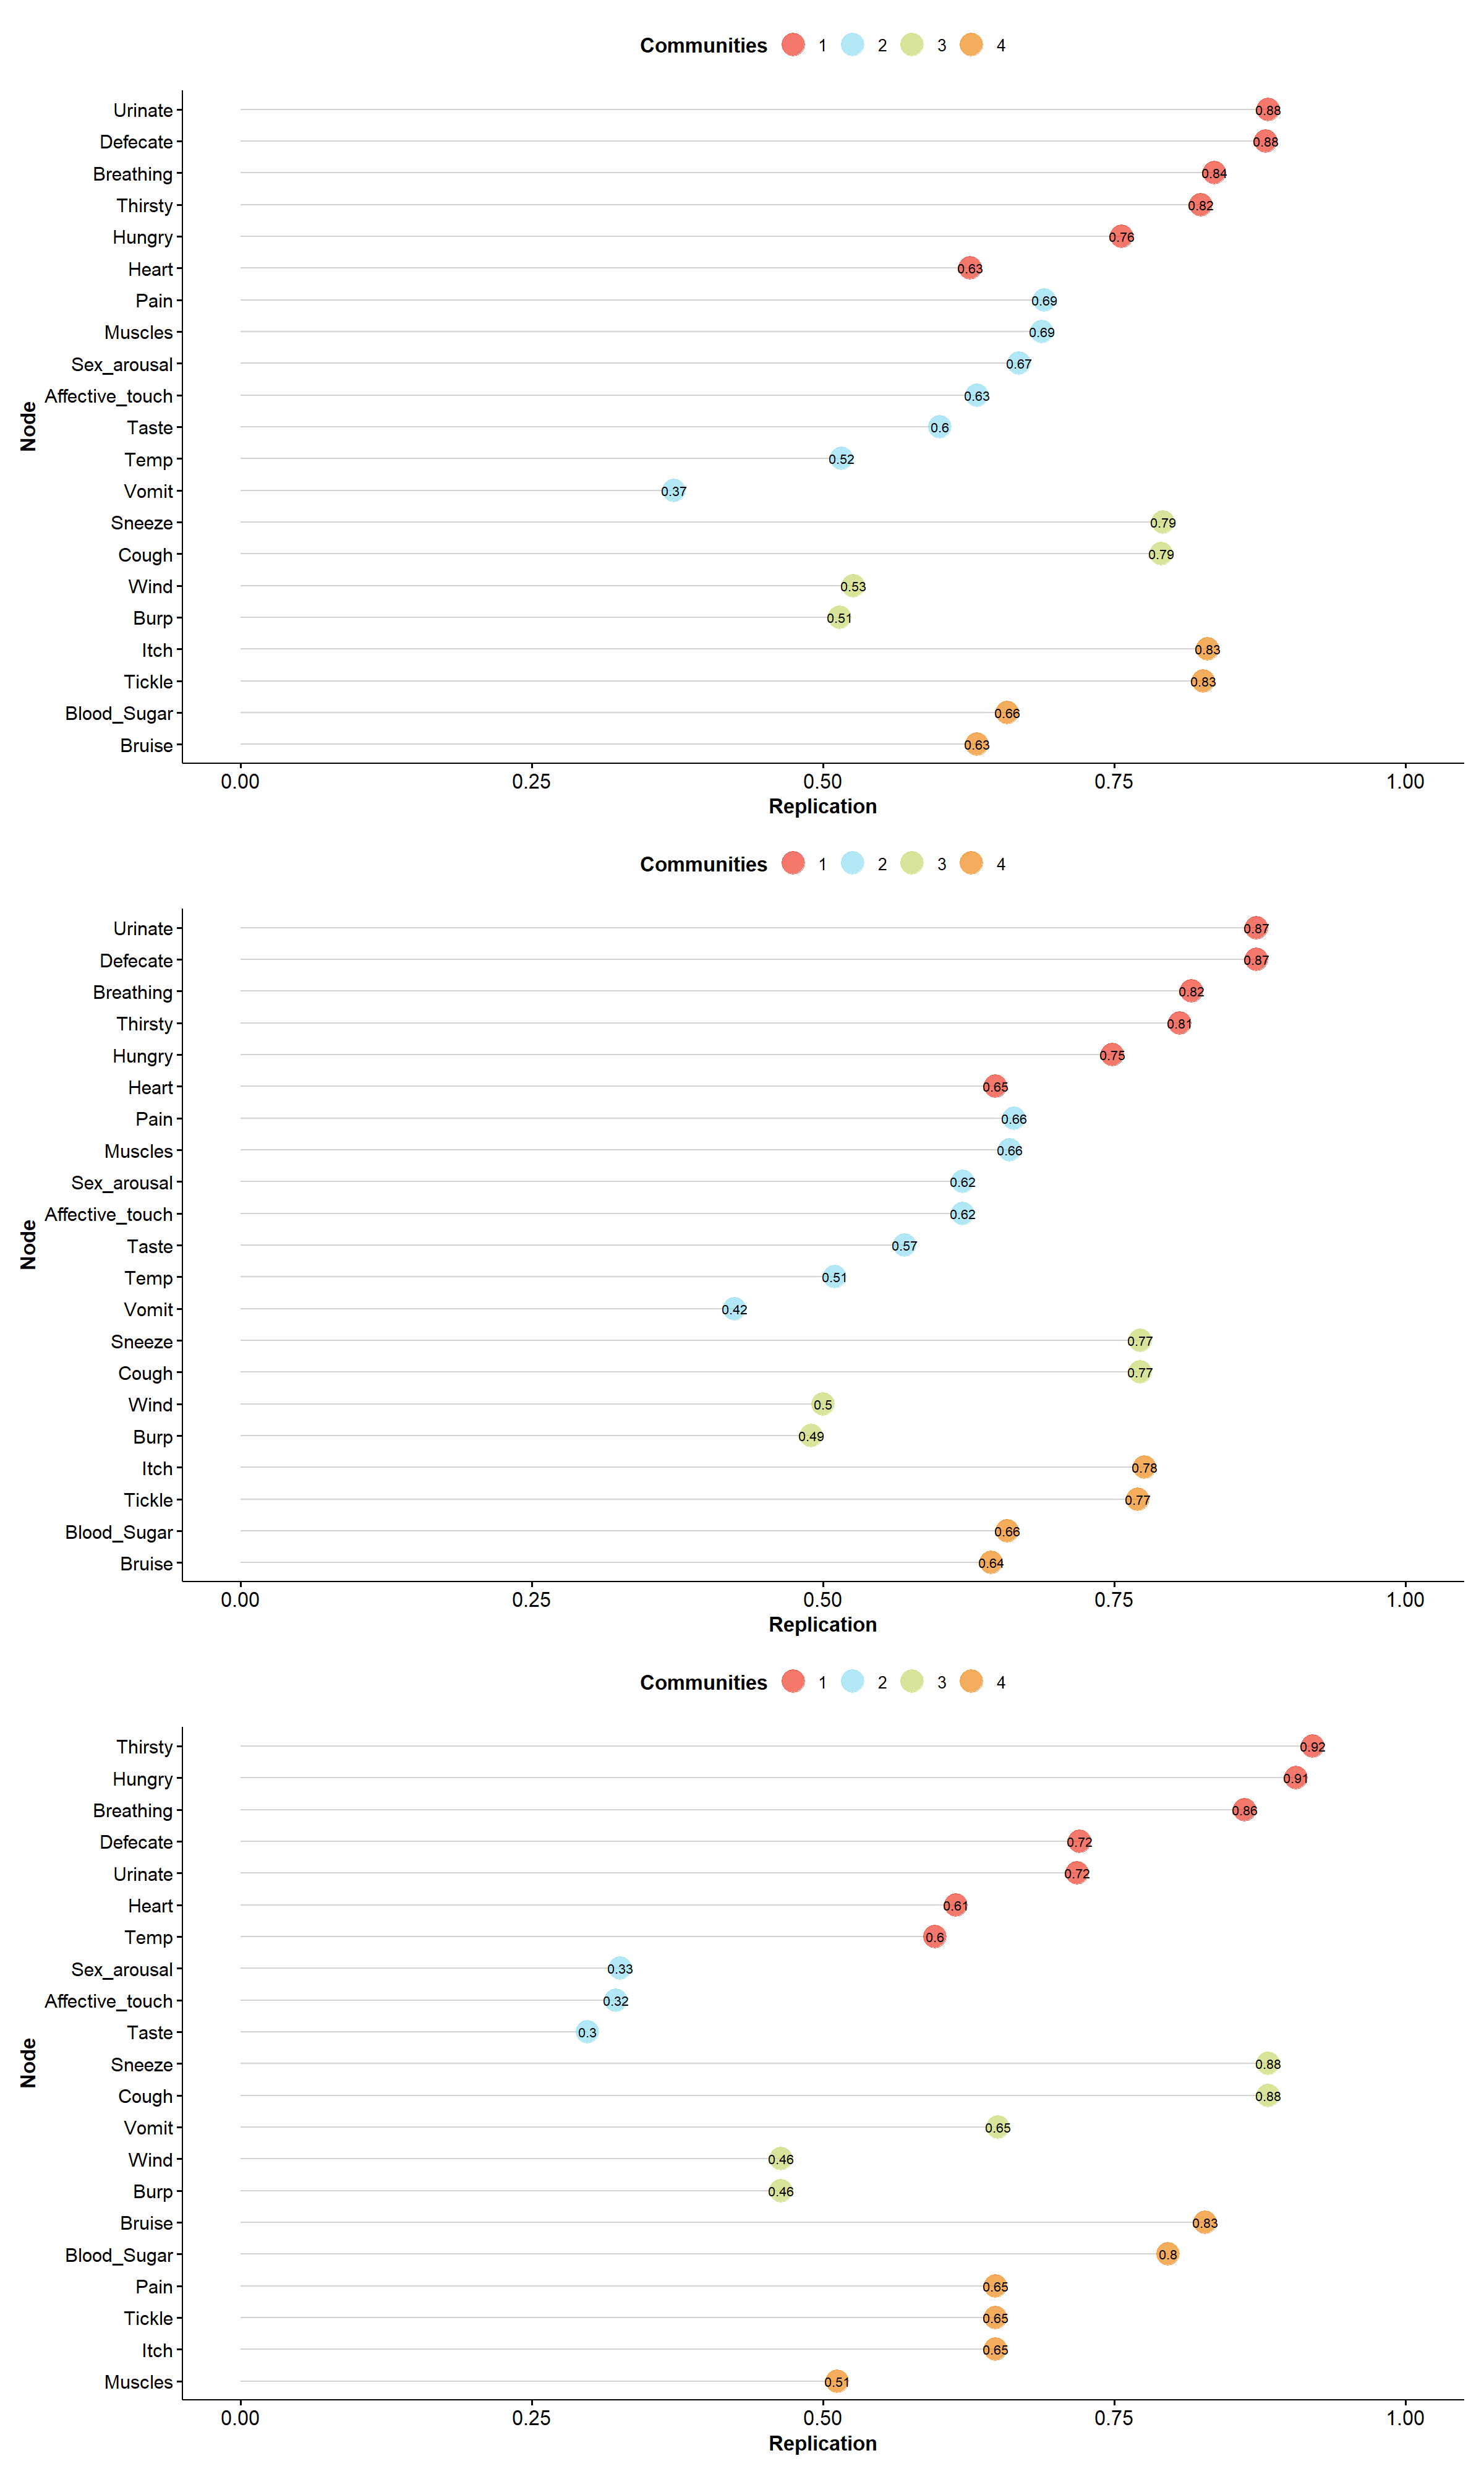 Communities 1 2 3 4
Node
Urinate 0.88
Defecate 0.88
Breathing 0.84
Thirsty 0.82
Hungry 0.76
Heart 0.63
Pain 0.69
Muscles 0.69
Sex_arousal 0.67
Affective_touch 0.63
Taste 0.6
Temp 0.52
Vomit 0.37
Sneeze 0.79
Cough 0.79
Wind 0.53
Burp 0.51
Itch 0.83
Tickle 0.83
Blood_Sugar 0.66
Bruise 0.63
0.00 0.25 0.50 0.75 1.00
Replication
Communities 1 2 3 4
Node
Urinate 0.87
Defecate 0.87
Breathing 0.82
Thirsty 0.81
Hungry 0.75
Heart 0.65
Pain 0.66
Muscles 0.66
Sex_arousal 0.62
Affective_touch 0.62
Taste 0.57
Temp 0.51
Vomit 0.42
Sneeze 0.77
Cough 0.77
Wind 0.5
Burp 0.49
Itch 0.78
Tickle 0.77
Blood_Sugar 0.66
Bruise 0.64
0.00 0.25 0.50 0.75 1.00
Replication
Communities 1 2 3 4
Node
Thirsty 0.92
Hungry 0.91
Breathing 0.86
Defecate 0.72
Urinate 0.72
Heart 0.61
Temp 0.6
Sex_arousal 0.33
Affective_touch 0.32
Taste 0.3
Sneeze 0.88
Cough 0.88
Vomit 0.65
Wind 0.46
Burp 0.46
Bruise 0.83
Blood_Sugar 0.8
Pain 0.65
Tickle 0.65
Itch 0.65
Muscles 0.51
0.00 0.25 0.50 0.75 1.00
Replication